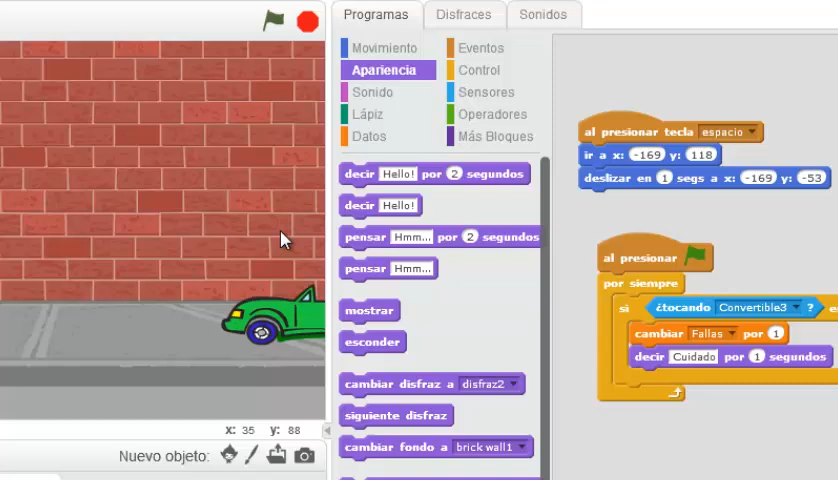 Programas Disfraces Sonidos
Movimiento Eventos
Apariencia Control
Sonido Sensores
Lápiz Operadores
Datos Más Bloques
decir Hello! por 2 segundos
decir Hello!
pensar Hmm... por 2 segundos
pensar Hmm...
mostrar
esconder
cambiar disfraz a disfraz2
siguiente disfraz
cambiar fondo a brick wall1
al presionar tecla espacio
ir a x: -169 y: 118
deslizar en 1 segs a x: -169 y: -53
al presionar
por siempre
si ¿tocando Convertible3 ?
cambiar Fallas por 1
decir Cuidado por 1 segundos
x: 35 y: 88
Nuevo objeto: